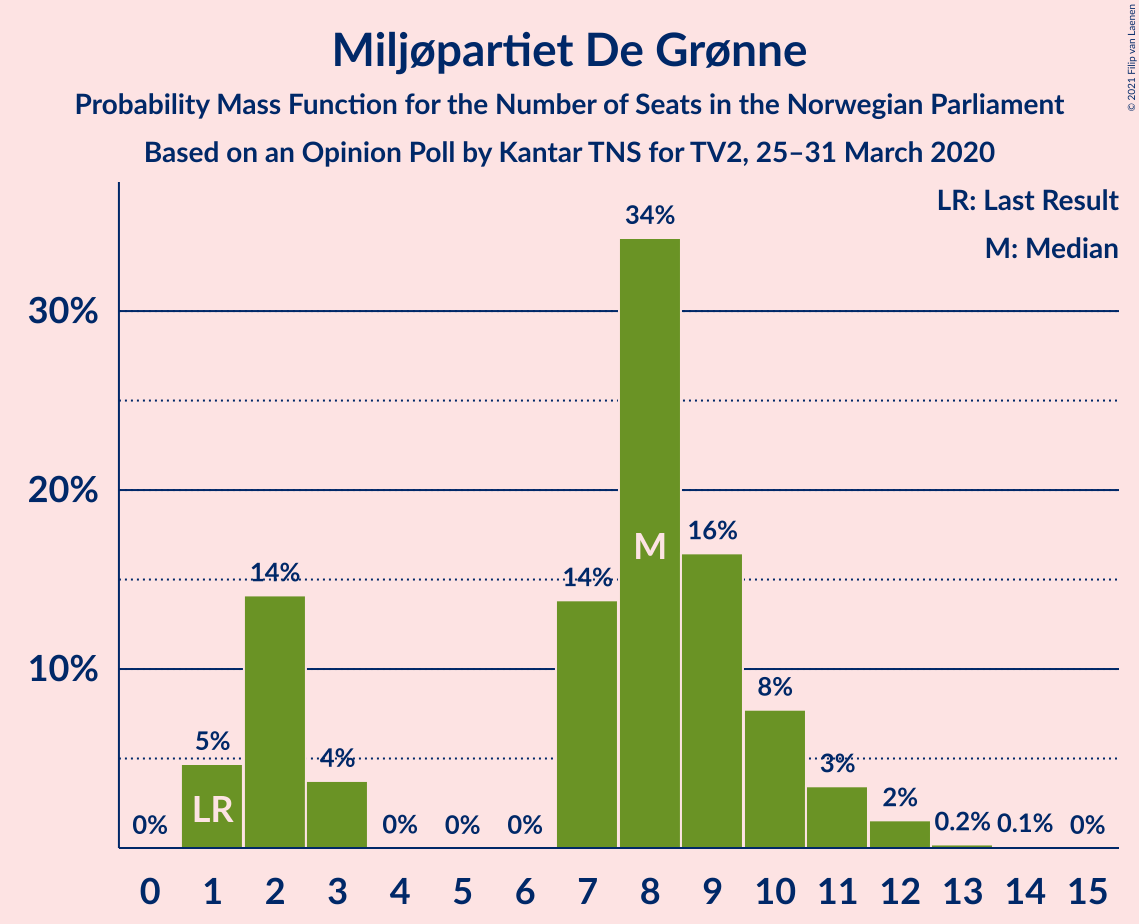 Miljøpartiet De Grønne
Probability Mass Function for the Number of Seats in the Norwegian Parliament
Based on an Opinion Poll by Kantar TNS for TV2, 25–31 March 2020
© 2021 Filip van Laenen
LR: Last Result
M: Median
30%
20%
10%
0%
5%
14%
4%
0%
0%
0%
14%
34%
16%
8%
3%
2%
0.2%
0.1%
0%
LR
M
0 1 2 3 4 5 6 7 8 9 10 11 12 13 14 15